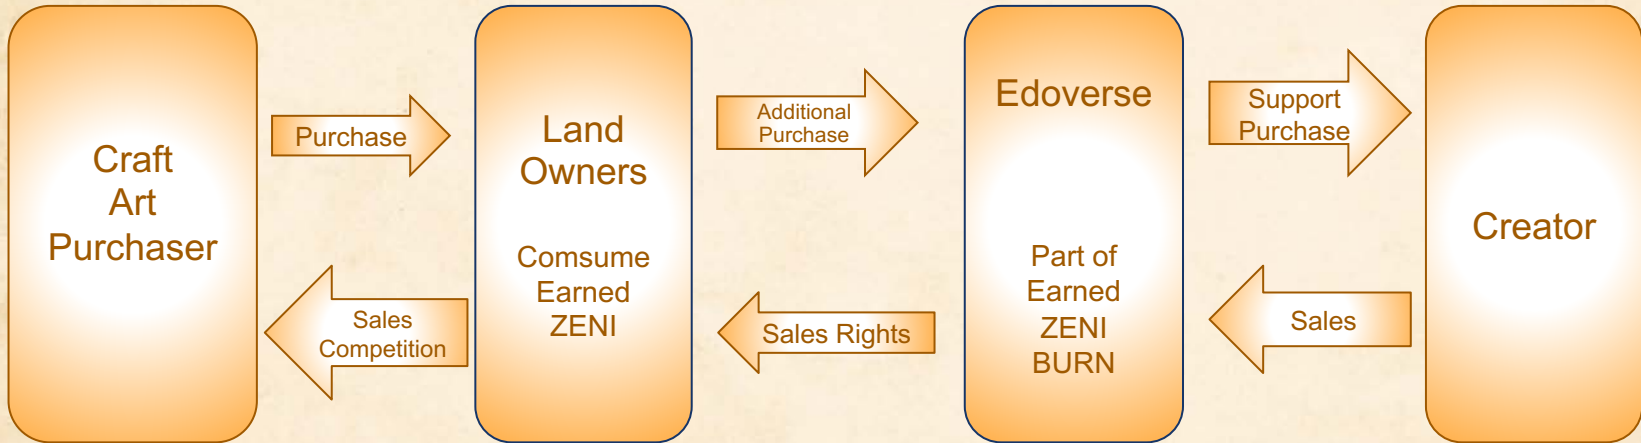 Craft
Art
Purchaser
Purchase
Sales
Competition
Land
Owners
Comsume
Earned
ZENI
Additional
Purchase
Sales Rights
Edoverse
Part of
Earned
ZENI
BURN
Support
Purchase
Sales
Creator